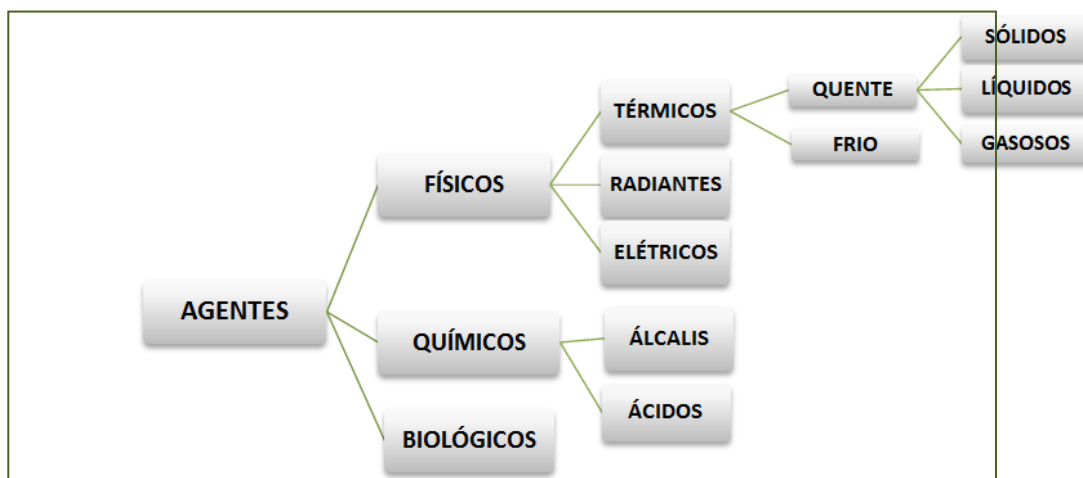 SÓLIDOS
QUENTE
LÍQUIDOS
TÉRMICOS
FRIO
GASOSOS
FÍSICOS
RADIANTES
ELÉTRICOS
AGENTES
QUÍMICOS
ÁLCALIS
ÁCIDOS
BIOLÓGICOS